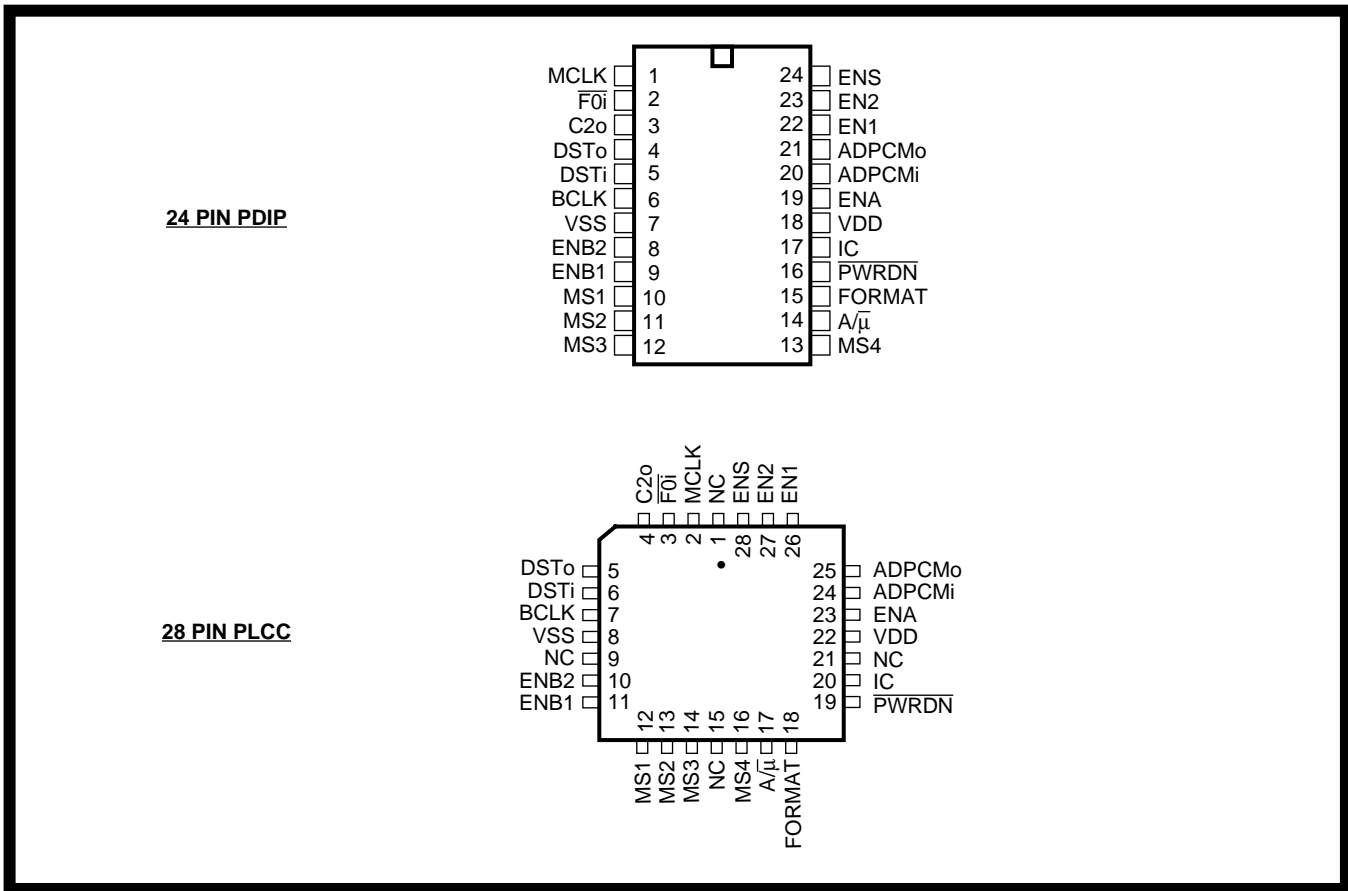 MCLK 1 24 ENS
F̅0̅i̅ 2 23 EN2
C2o 3 22 EN1
DSTo 4 21 ADPCMo
DSTi 5 20 ADPCMi
BCLK 6 19 ENA
24 PIN PDIP
VSS 7 18 VDD
ENB2 8 17 IC
ENB1 9 16 P̅W̅R̅D̅N̅
MS1 10 15 FORMAT
MS2 11 14 A/μ̅
MS3 12 13 MS4
C2o F̅0̅i̅ MCLK NC ENS EN2 EN1
4 3 2 1 28 27 26
DSTo 5 25 ADPCMo
DSTi 6 24 ADPCMi
BCLK 7 23 ENA
28 PIN PLCC
VSS 8 22 VDD
NC 9 21 NC
ENB2 10 20 IC
ENB1 11 19 P̅W̅R̅D̅N̅
12 13 14 15 16 17 18
MS1 MS2 MS3 NC MS4 A/μ̅ FORMAT